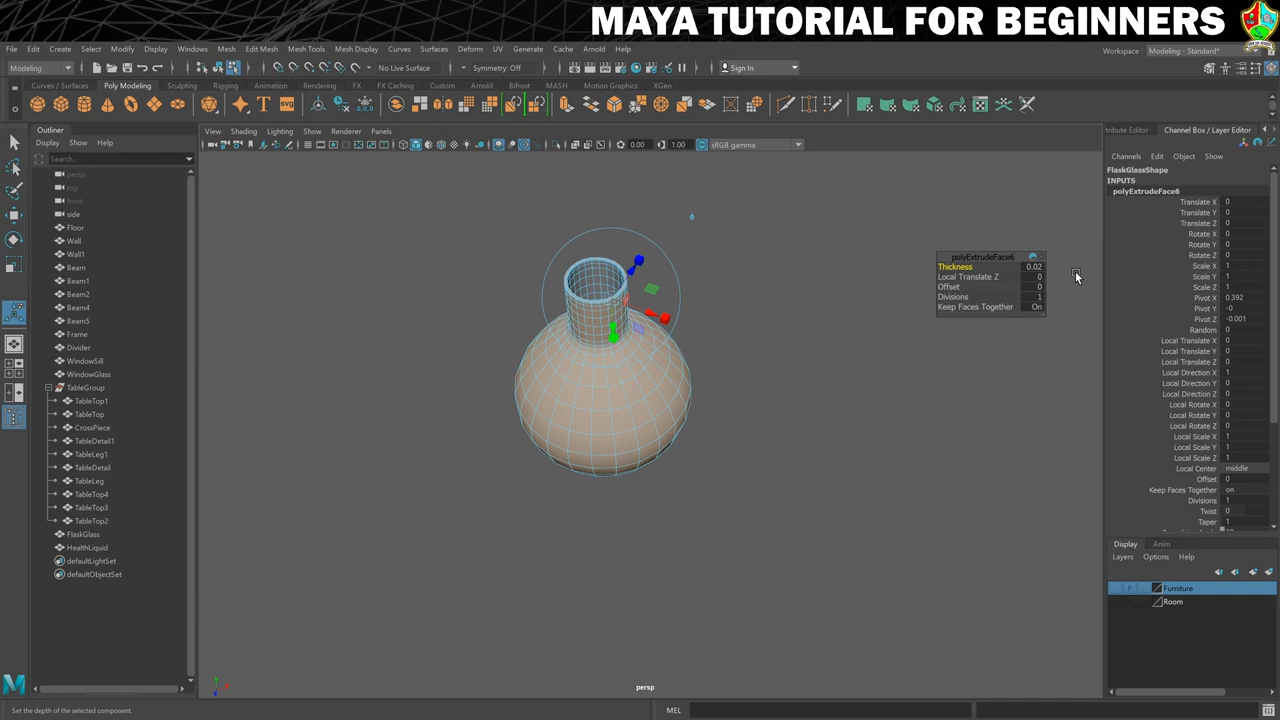 MAYA TUTORIAL FOR BEGINNERS
File Edit Create Select Modify Display Windows Mesh Edit Mesh Mesh Tools Mesh Display Curves Surfaces Deform UV Generate Cache Arnold Help
Workspace : Modeling - Standard*
Modeling No Live Surface Symmetry: Off Sign In
Curves / Surfaces Poly Modeling Sculpting Rigging Animation Rendering FX FX Caching Custom Arnold Bifrost MASH Motion Graphics XGen
Outliner
Display Show Help
Search...
View Shading Lighting Show Renderer Panels
0.00 1.00 sRGB gamma
persp
top
front
side
Floor
Wall
Wall1
Beam
Beam1
Beam2
Beam4
Beam5
Frame
Divider
WindowSill
WindowGlass
TableGroup
TableTop1
TableTop
CrossPiece
TableDetail1
TableLeg1
TableDetail
TableLeg
TableTop4
TableTop3
TableTop2
FlaskGlass
HealthLiquid
defaultLightSet
defaultObjectSet
polyExtrudeFace6
Thickness 0.02
Local Translate Z 0
Offset 0
Divisions 1
Keep Faces Together On
persp
tribute Editor Channel Box / Layer Editor
Channels Edit Object Show
FlaskGlassShape
INPUTS
polyExtrudeFace6
Translate X 0
Translate Y 0
Translate Z 0
Rotate X 0
Rotate Y 0
Rotate Z 0
Scale X 1
Scale Y 1
Scale Z 1
Pivot X 0.392
Pivot Y -0
Pivot Z -0.001
Random 0
Local Translate X 0
Local Translate Y 0
Local Translate Z 0
Local Direction X 1
Local Direction Y 0
Local Direction Z 0
Local Rotate X 0
Local Rotate Y 0
Local Rotate Z 0
Local Scale X 1
Local Scale Y 1
Local Scale Z 1
Local Center middle
Offset 0
Keep Faces Together on
Divisions 1
Twist 0
Taper 1
Display Anim
Layers Options Help
P Furniture
P Room
Set the depth of the selected component.
MEL